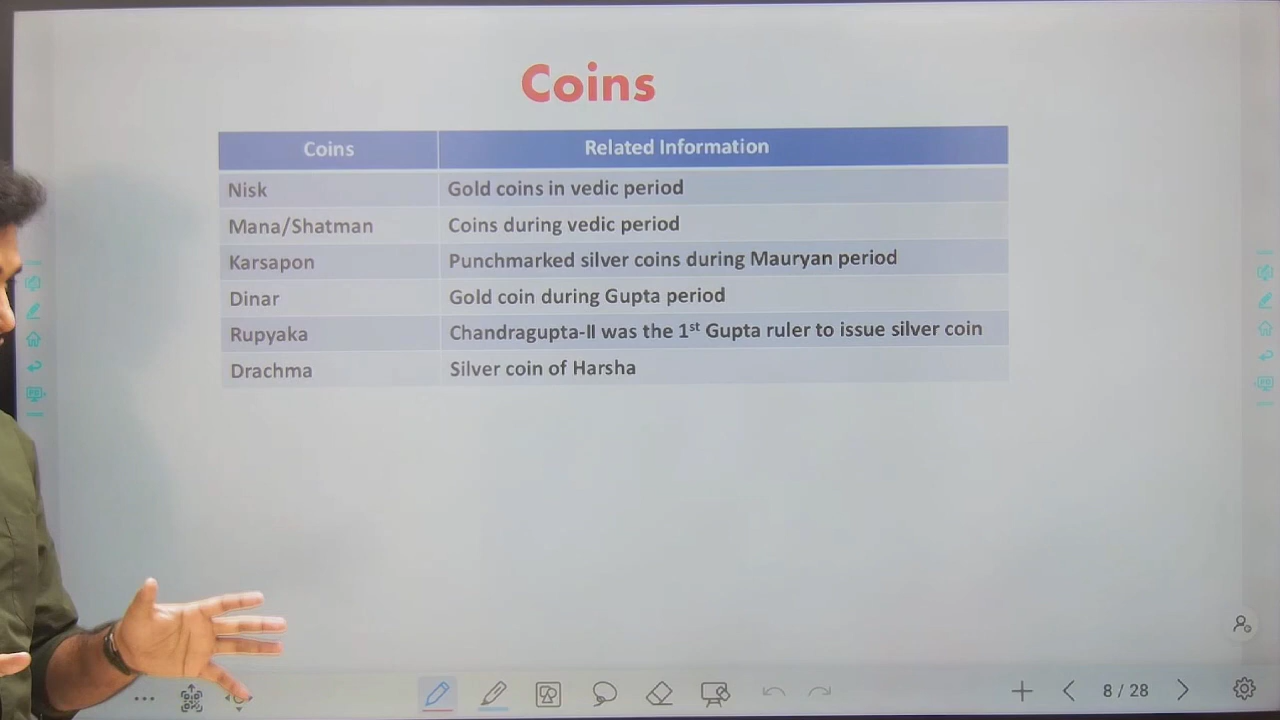 Coins
Coins Related Information
Nisk Gold coins in vedic period
Mana/Shatman Coins during vedic period
Karsapon Punchmarked silver coins during Mauryan period
Dinar Gold coin during Gupta period
Rupyaka Chandragupta-II was the 1st Gupta ruler to issue silver coin
Drachma Silver coin of Harsha
8 / 28